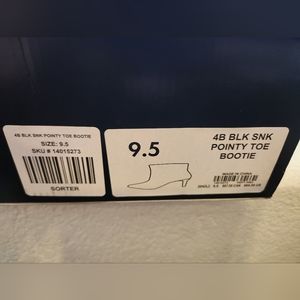 4B BLK SNK POINTY TOE BOOTIE
SIZE: 9.5
SKU # 14015273
SORTER
9.5
4B BLK SNK
POINTY TOE
BOOTIE
MADE IN CHINA